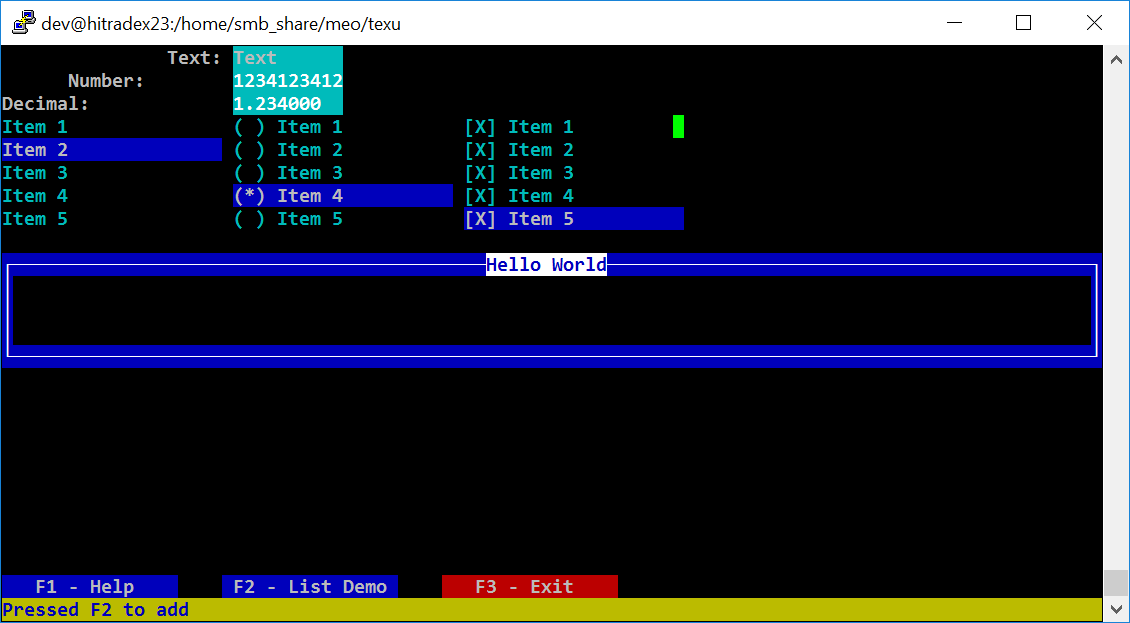 dev@hitradex23:/home/smb_share/meo/texu
Text: Text
Number: 1234123412
Decimal: 1.234000
Item 1 ( ) Item 1 [X] Item 1
Item 2 ( ) Item 2 [X] Item 2
Item 3 ( ) Item 3 [X] Item 3
Item 4 (*) Item 4 [X] Item 4
Item 5 ( ) Item 5 [X] Item 5
Hello World
F1 - Help F2 - List Demo F3 - Exit
Pressed F2 to add